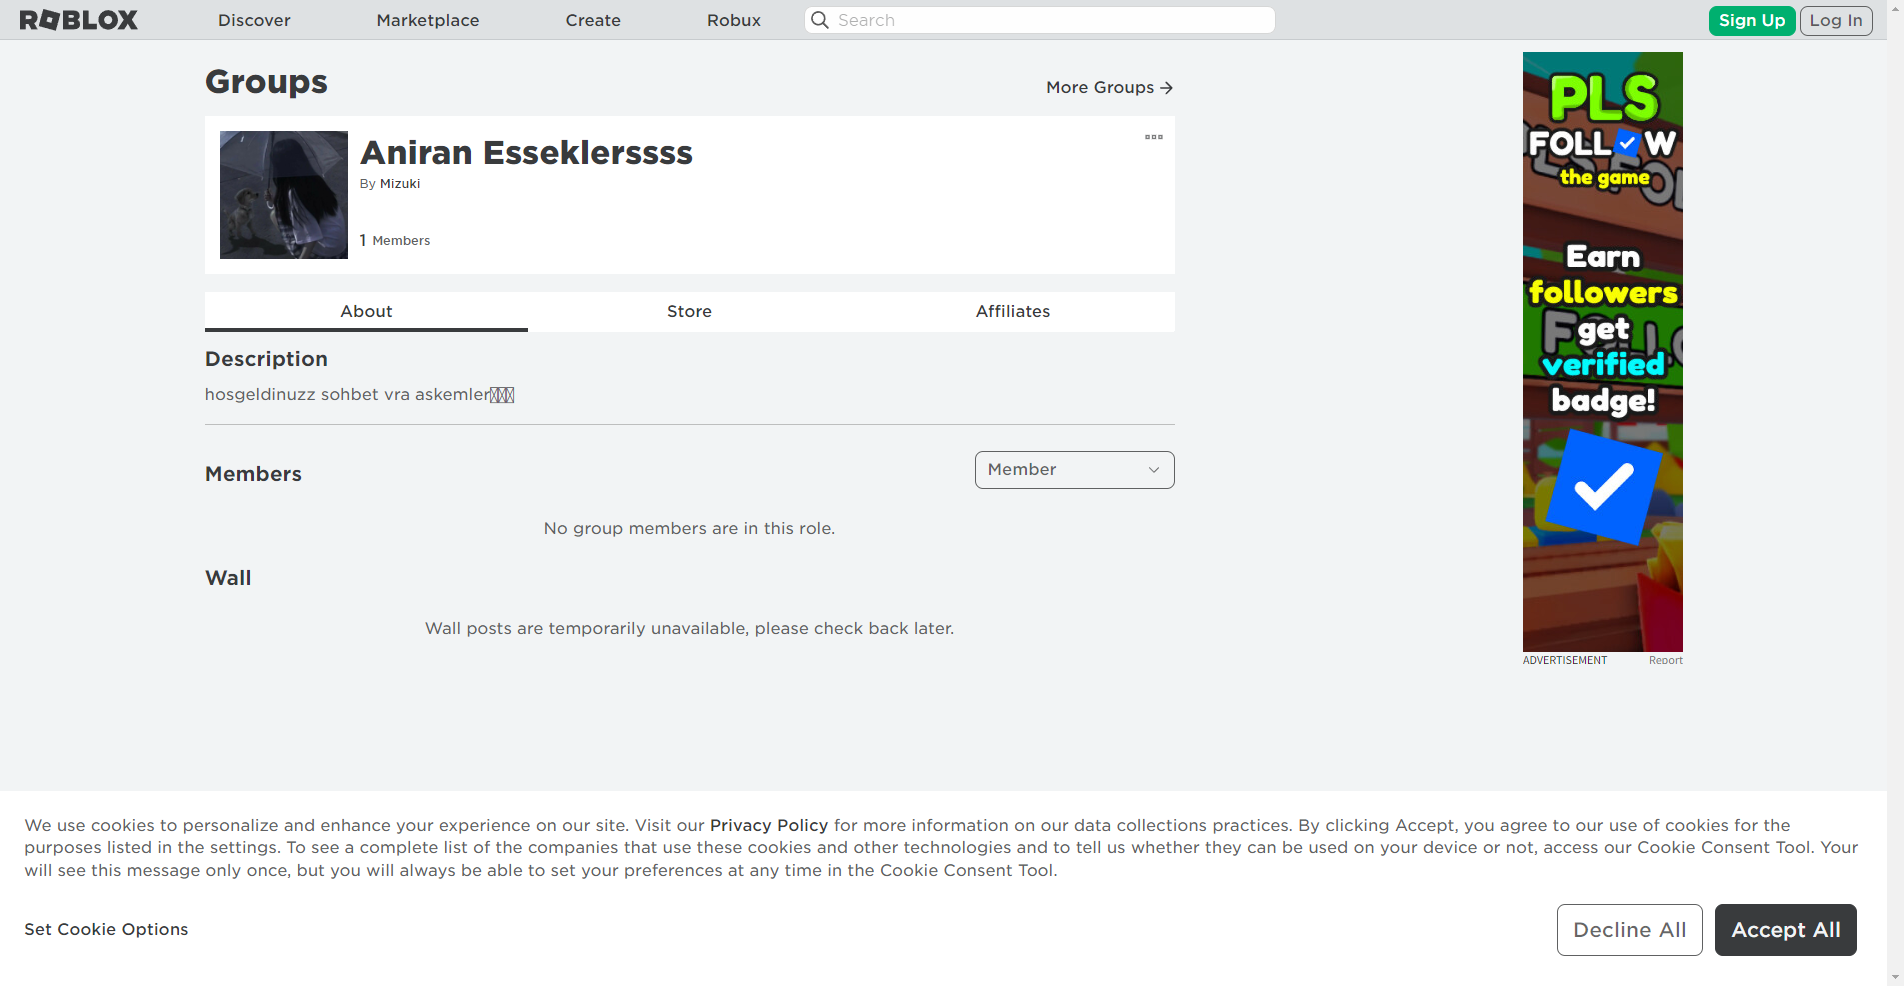 ROBLOX Discover Marketplace Create Robux Search Sign Up Log In
Groups
More Groups
Aniran Esseklerssss
By Mizuki
1 Members
About Store Affiliates
Description
hosgeldinuzz sohbet vra askemler
Members
Member
No group members are in this role.
Wall
Wall posts are temporarily unavailable, please check back later.
PLS
FOLLOW
the game
Earn
followers
get
verified
badge!
ADVERTISEMENT Report
We use cookies to personalize and enhance your experience on our site. Visit our Privacy Policy for more information on our data collections practices. By clicking Accept, you agree to our use of cookies for the
purposes listed in the settings. To see a complete list of the companies that use these cookies and other technologies and to tell us whether they can be used on your device or not, access our Cookie Consent Tool. Your
will see this message only once, but you will always be able to set your preferences at any time in the Cookie Consent Tool.
Set Cookie Options
Decline All
Accept All